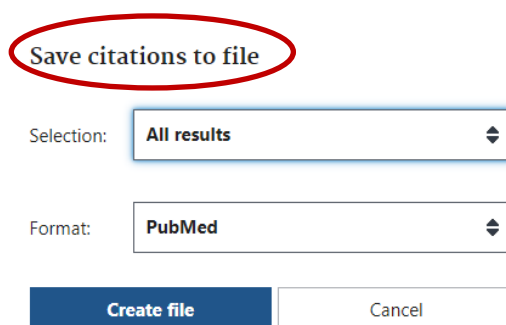 Save citations to file
Selection: All results
Format: PubMed
Create file Cancel